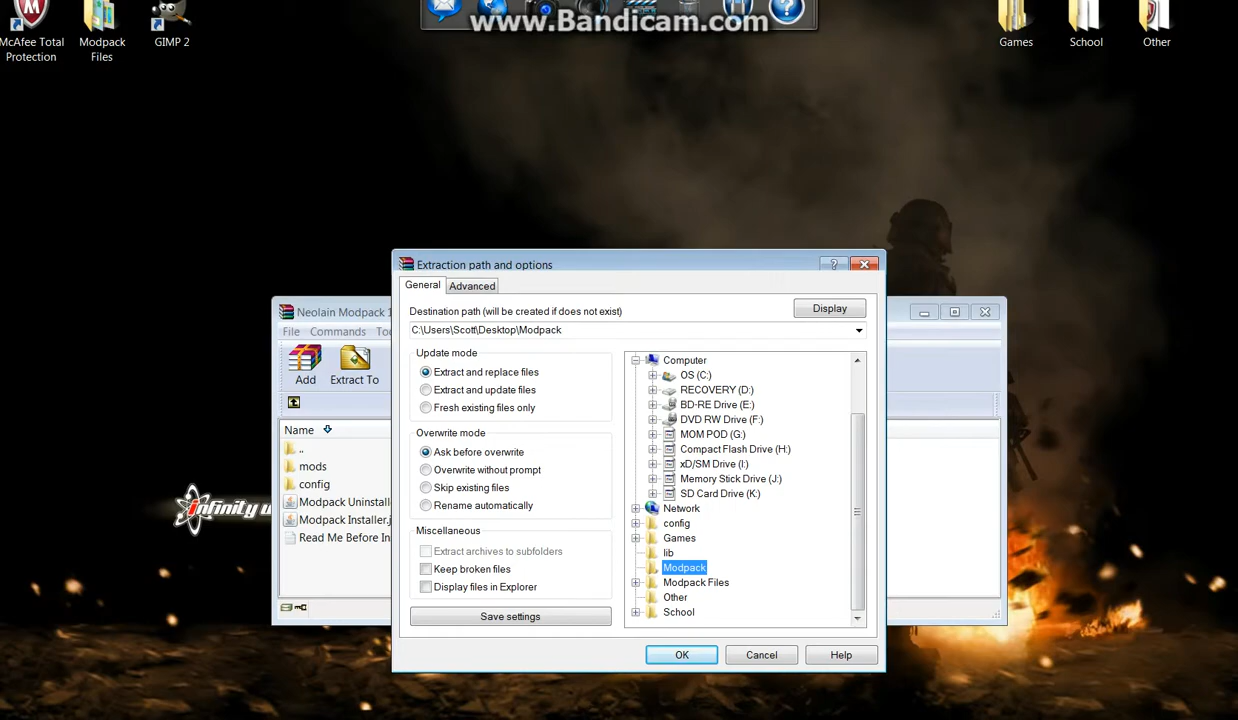 www.Bandicam.com
McAfee Total
Protection
Modpack
Files
GIMP 2
Games
School
Other
Extraction path and options
General
Advanced
Destination path (will be created if does not exist)
Display
C:\Users\Scott\Desktop\Modpack
Update mode
Extract and replace files
Extract and update files
Fresh existing files only
Overwrite mode
Ask before overwrite
Overwrite without prompt
Skip existing files
Rename automatically
Miscellaneous
Extract archives to subfolders
Keep broken files
Display files in Explorer
Save settings
Computer
OS (C:)
RECOVERY (D:)
BD-RE Drive (E:)
DVD RW Drive (F:)
MOM POD (G:)
Compact Flash Drive (H:)
xD/SM Drive (I:)
Memory Stick Drive (J:)
SD Card Drive (K:)
Network
config
Games
lib
Modpack
Modpack Files
Other
School
OK
Cancel
Help
Neolain Modpack 1
File Commands To
Add
Extract To
Name
..
mods
config
Modpack Uninstal
Modpack Installer.j
Read Me Before In
infinity w